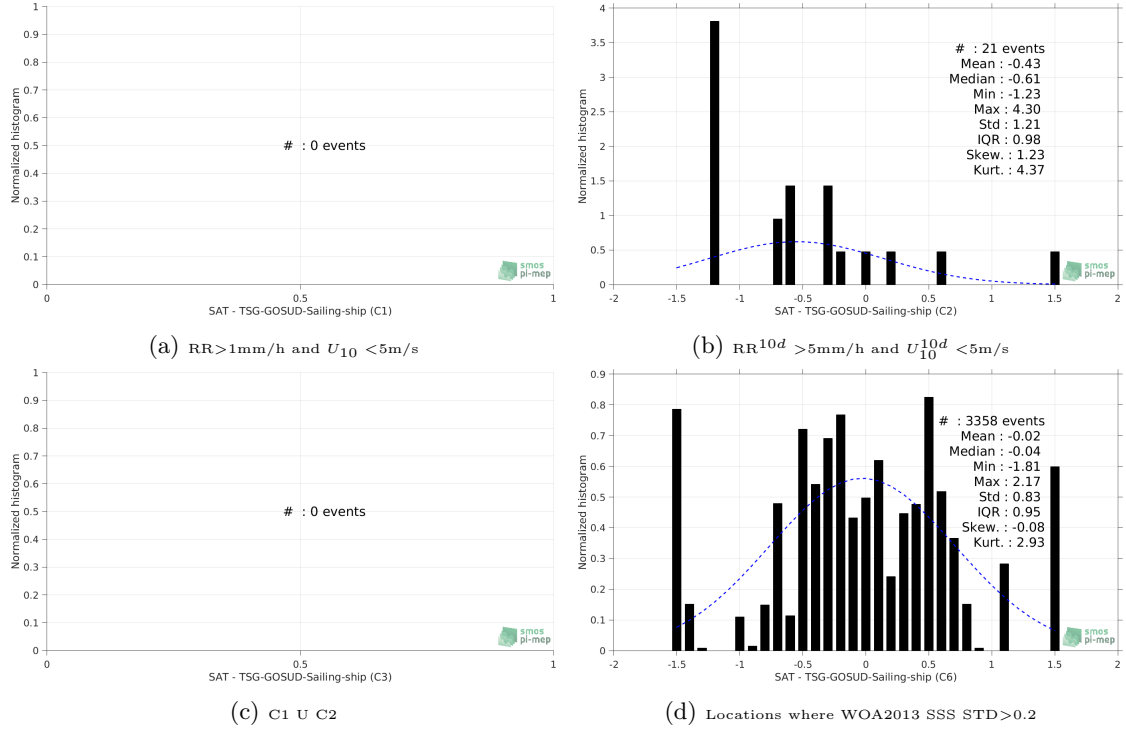 1
0.9
0.8
0.7
0.6
0.5
0.4
0.3
0.2
0.1
0
Normalized histogram
# : 0 events
smos
pi-mep
0
0.5
1
SAT - TSG-GOSUD-Sailing-ship (C1)
(a) RR>1mm/h and U10 <5m/s
4
3.5
3
2.5
2
1.5
1
0.5
0
Normalized histogram
# : 21 events
Mean : -0.43
Median : -0.61
Min : -1.23
Max : 4.30
Std : 1.21
IQR : 0.98
Skew. : 1.23
Kurt. : 4.37
smos
pi-mep
-2
-1.5
-1
-0.5
0
0.5
1
1.5
2
SAT - TSG-GOSUD-Sailing-ship (C2)
(b) RR^10d >5mm/h and U10^10d <5m/s
1
0.9
0.8
0.7
0.6
0.5
0.4
0.3
0.2
0.1
0
Normalized histogram
# : 0 events
smos
pi-mep
0
0.5
1
SAT - TSG-GOSUD-Sailing-ship (C3)
(c) C1 U C2
0.9
0.8
0.7
0.6
0.5
0.4
0.3
0.2
0.1
0
Normalized histogram
# : 3358 events
Mean : -0.02
Median : -0.04
Min : -1.81
Max : 2.17
Std : 0.83
IQR : 0.95
Skew. : -0.08
Kurt. : 2.93
smos
pi-mep
-2
-1.5
-1
-0.5
0
0.5
1
1.5
2
SAT - TSG-GOSUD-Sailing-ship (C6)
(d) Locations where WOA2013 SSS STD>0.2